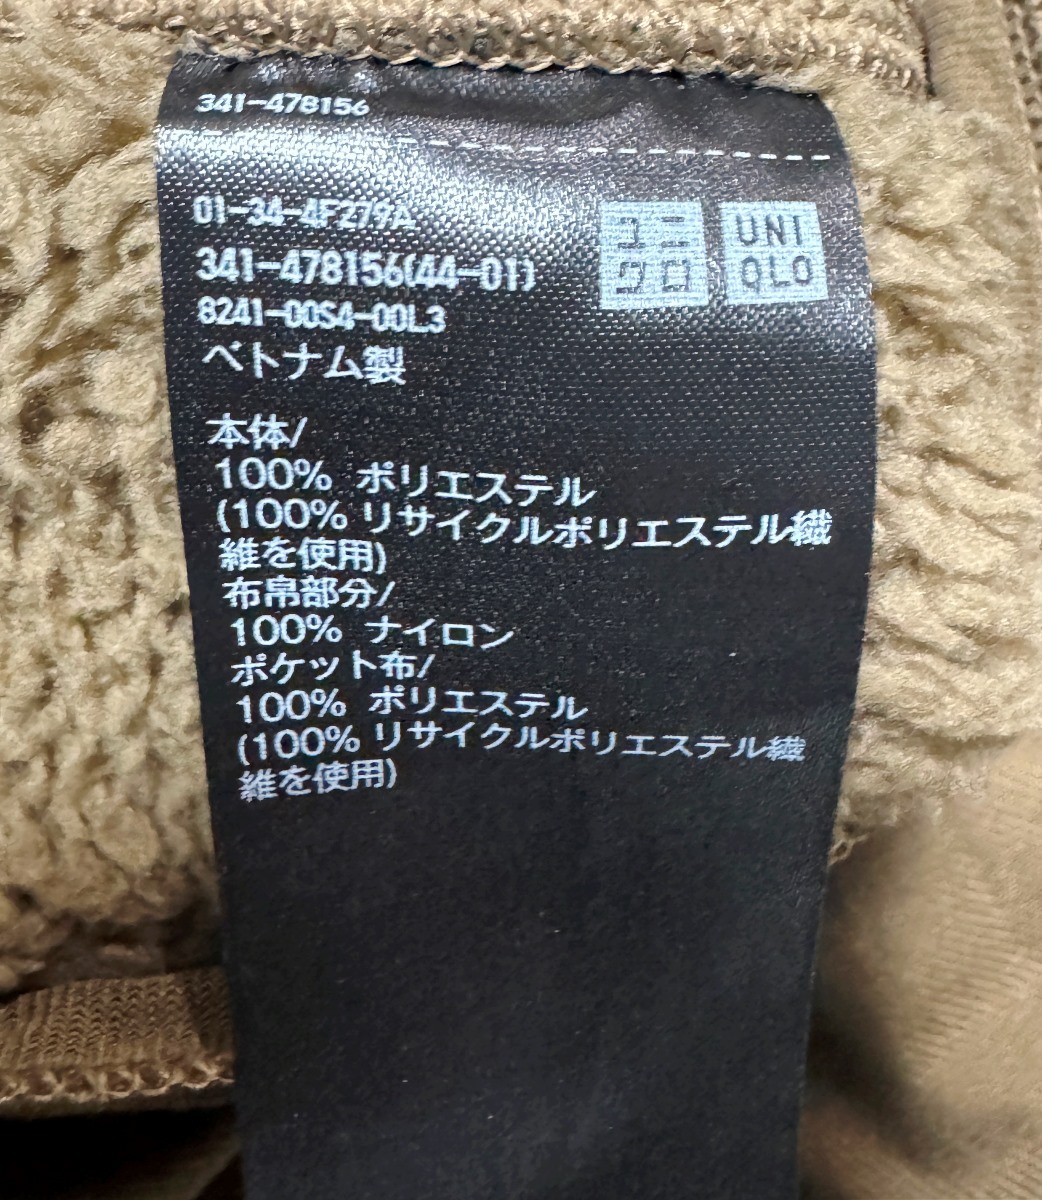 341-478156
01-34-4F279A
341-478156(44-01)
8241-00S4-00L3
ベトナム製
ユニ
クロ
UNI
QLO
本体/
100% ポリエステル
(100% リサイクルポリエステル繊
維を使用)
布帛部分/
100% ナイロン
ポケット布/
100% ポリエステル
(100% リサイクルポリエステル繊
維を使用)